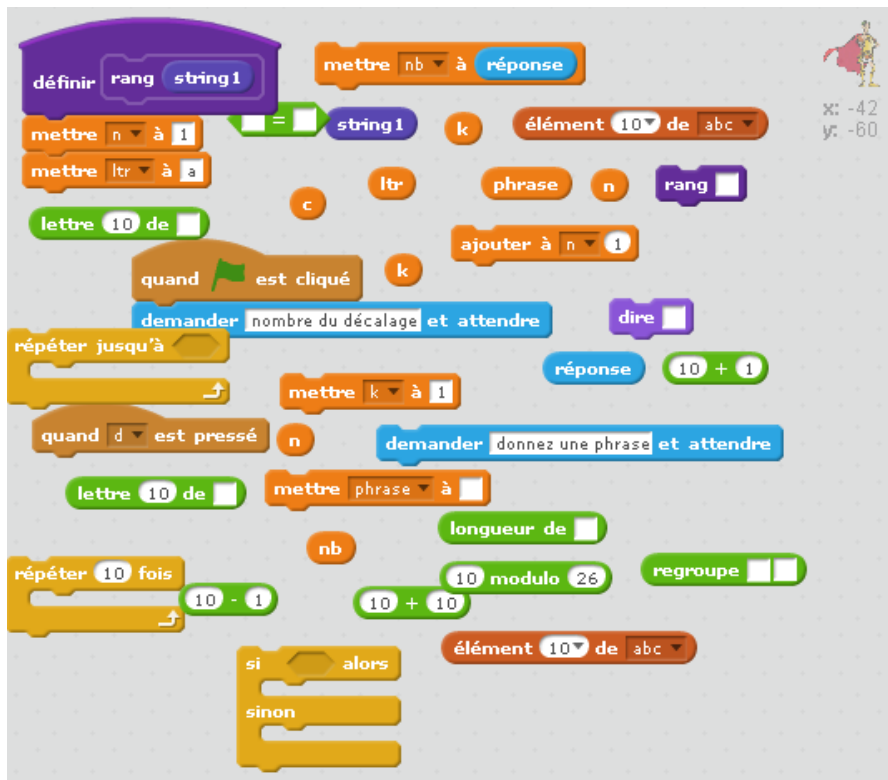 mettre nb à réponse
définir rang string1
mettre n à 1
=
string1
k
élément 10 de abc
x: -42
y: -60
mettre ltr à a
c
ltr
phrase
n
rang
lettre 10 de
ajouter à n 1
quand est cliqué
k
demander nombre du décalage et attendre
dire
répéter jusqu'à
réponse
10 + 1
mettre k à 1
quand d est pressé
n
demander donnez une phrase et attendre
lettre 10 de
mettre phrase à
longueur de
nb
répéter 10 fois
10 modulo 26
regroupe
10 - 1
10 + 10
si alors
élément 10 de abc
sinon